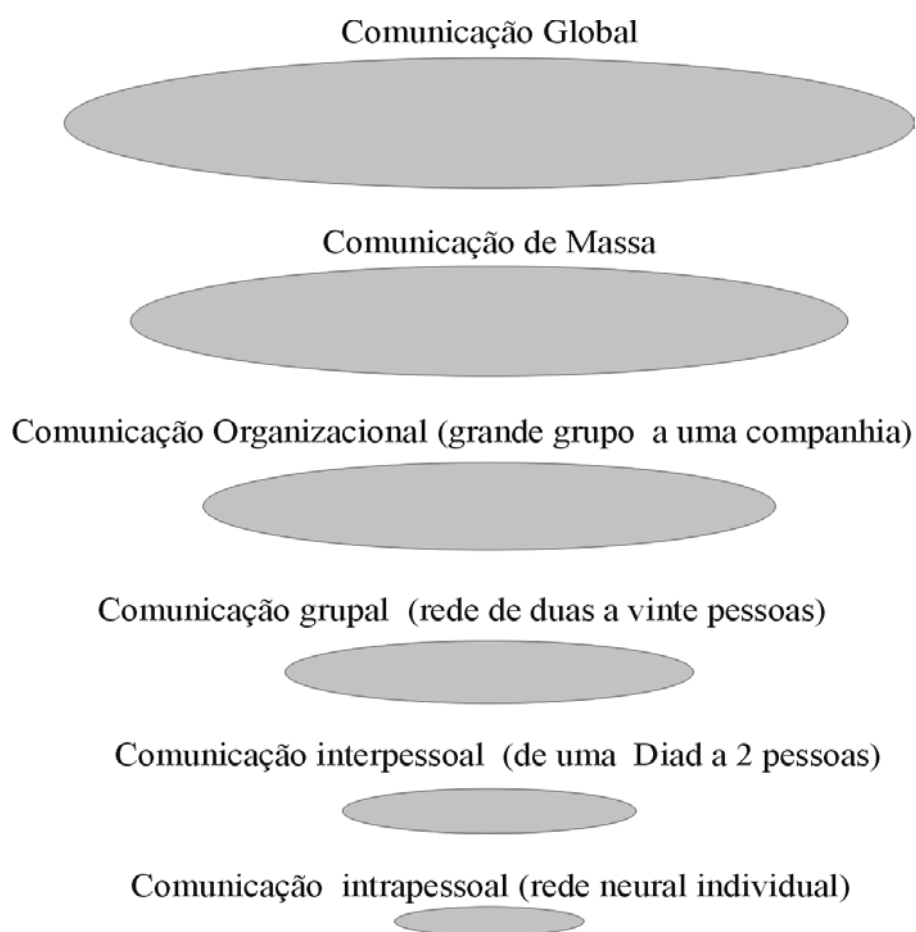 Comunicação Global
Comunicação de Massa
Comunicação Organizacional (grande grupo a uma companhia)
Comunicação grupal (rede de duas a vinte pessoas)
Comunicação interpessoal (de uma Diad a 2 pessoas)
Comunicação intrapessoal (rede neural individual)